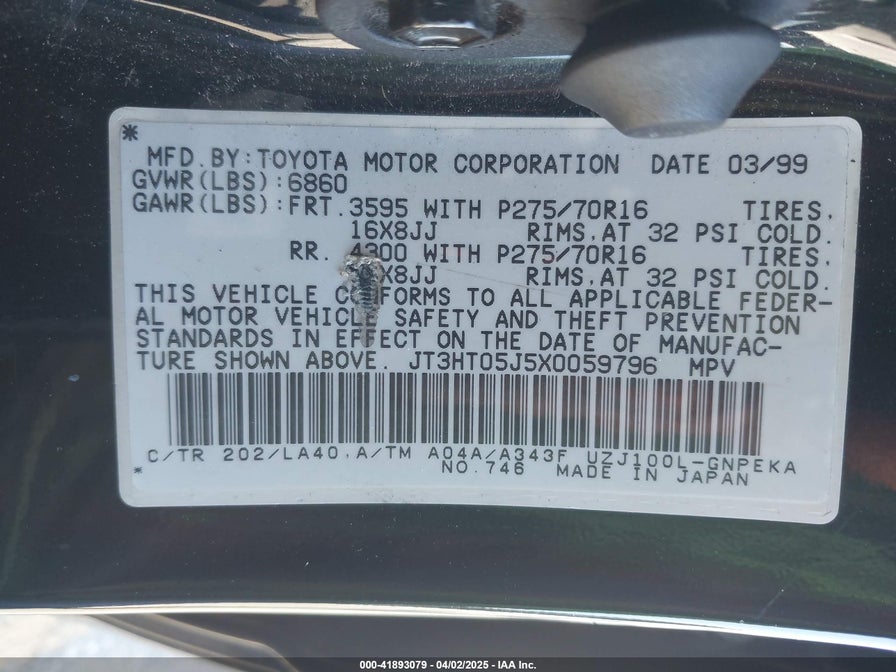 *
MFD.BY:TOYOTA MOTOR CORPORATION DATE 03/99
GVWR(LBS):6860
GAWR(LBS):FRT.3595 WITH P275/70R16 TIRES,
16X8JJ RIMS,AT 32 PSI COLD.
RR. 4300 WITH P275/70R16 TIRES,
X8JJ RIMS,AT 32 PSI COLD.
THIS VEHICLE CONFORMS TO ALL APPLICABLE FEDER-
AL MOTOR VEHICLE SAFETY AND THEFT PREVENTION
STANDARDS IN EFFECT ON THE DATE OF MANUFAC-
TURE SHOWN ABOVE. JT3HT05J5X0059796 MPV
C/TR 202/LA40 A/TM A04A/A343F UZJ100L-GNPEKA
* NO.746 MADE IN JAPAN
000-41893079 - 04/02/2025 - IAA Inc.